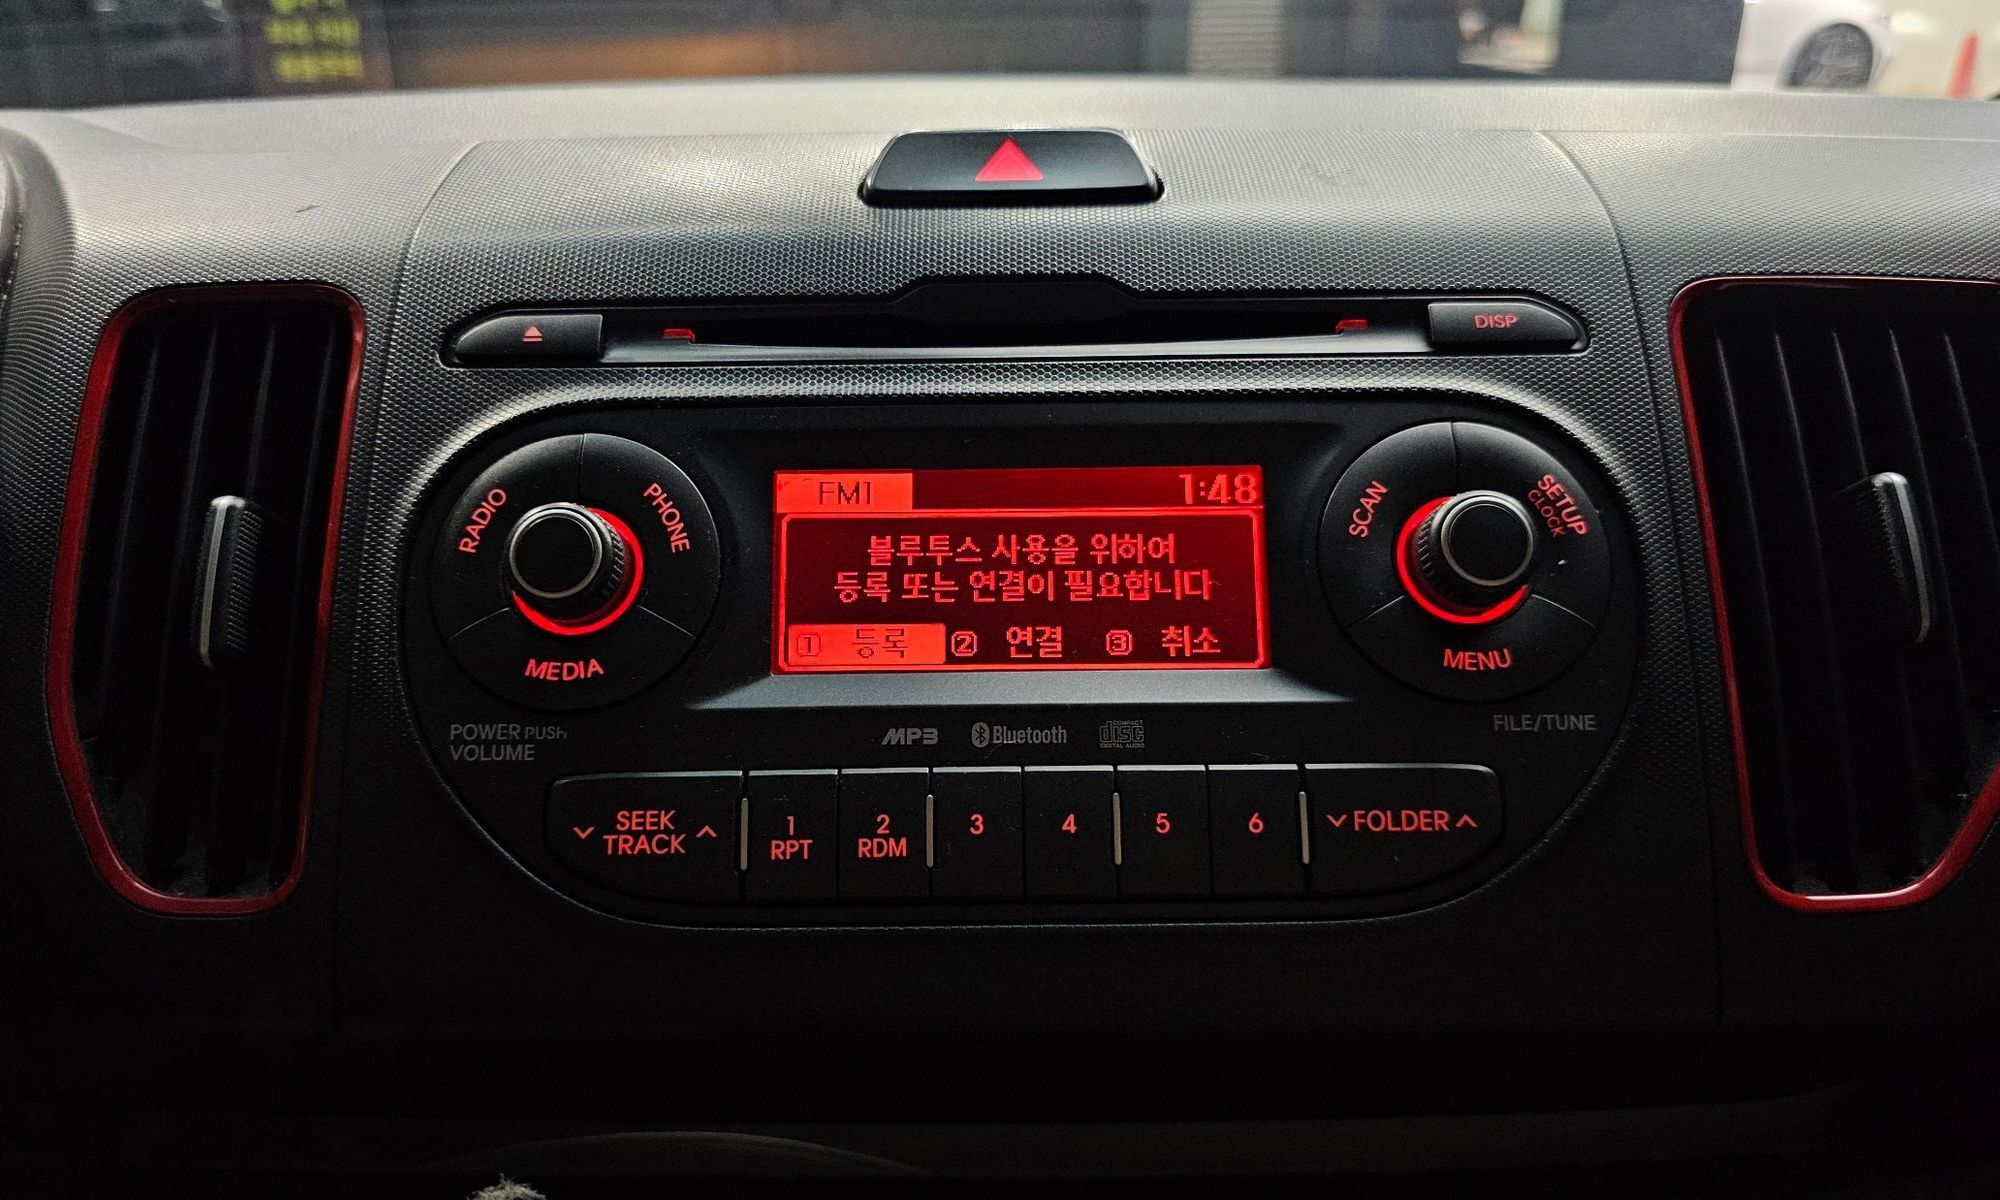 DISP
FM1 1:48
블루투스 사용을 위하여
등록 또는 연결이 필요합니다
1 등록 2 연결 3 취소
RADIO
PHONE
MEDIA
SCAN
SETUP
CLOCK
MENU
POWER PUSH
VOLUME
FILE/TUNE
MP3 Bluetooth COMPACT disc DIGITAL AUDIO
SEEK
TRACK
1
RPT
2
RDM
3
4
5
6
FOLDER